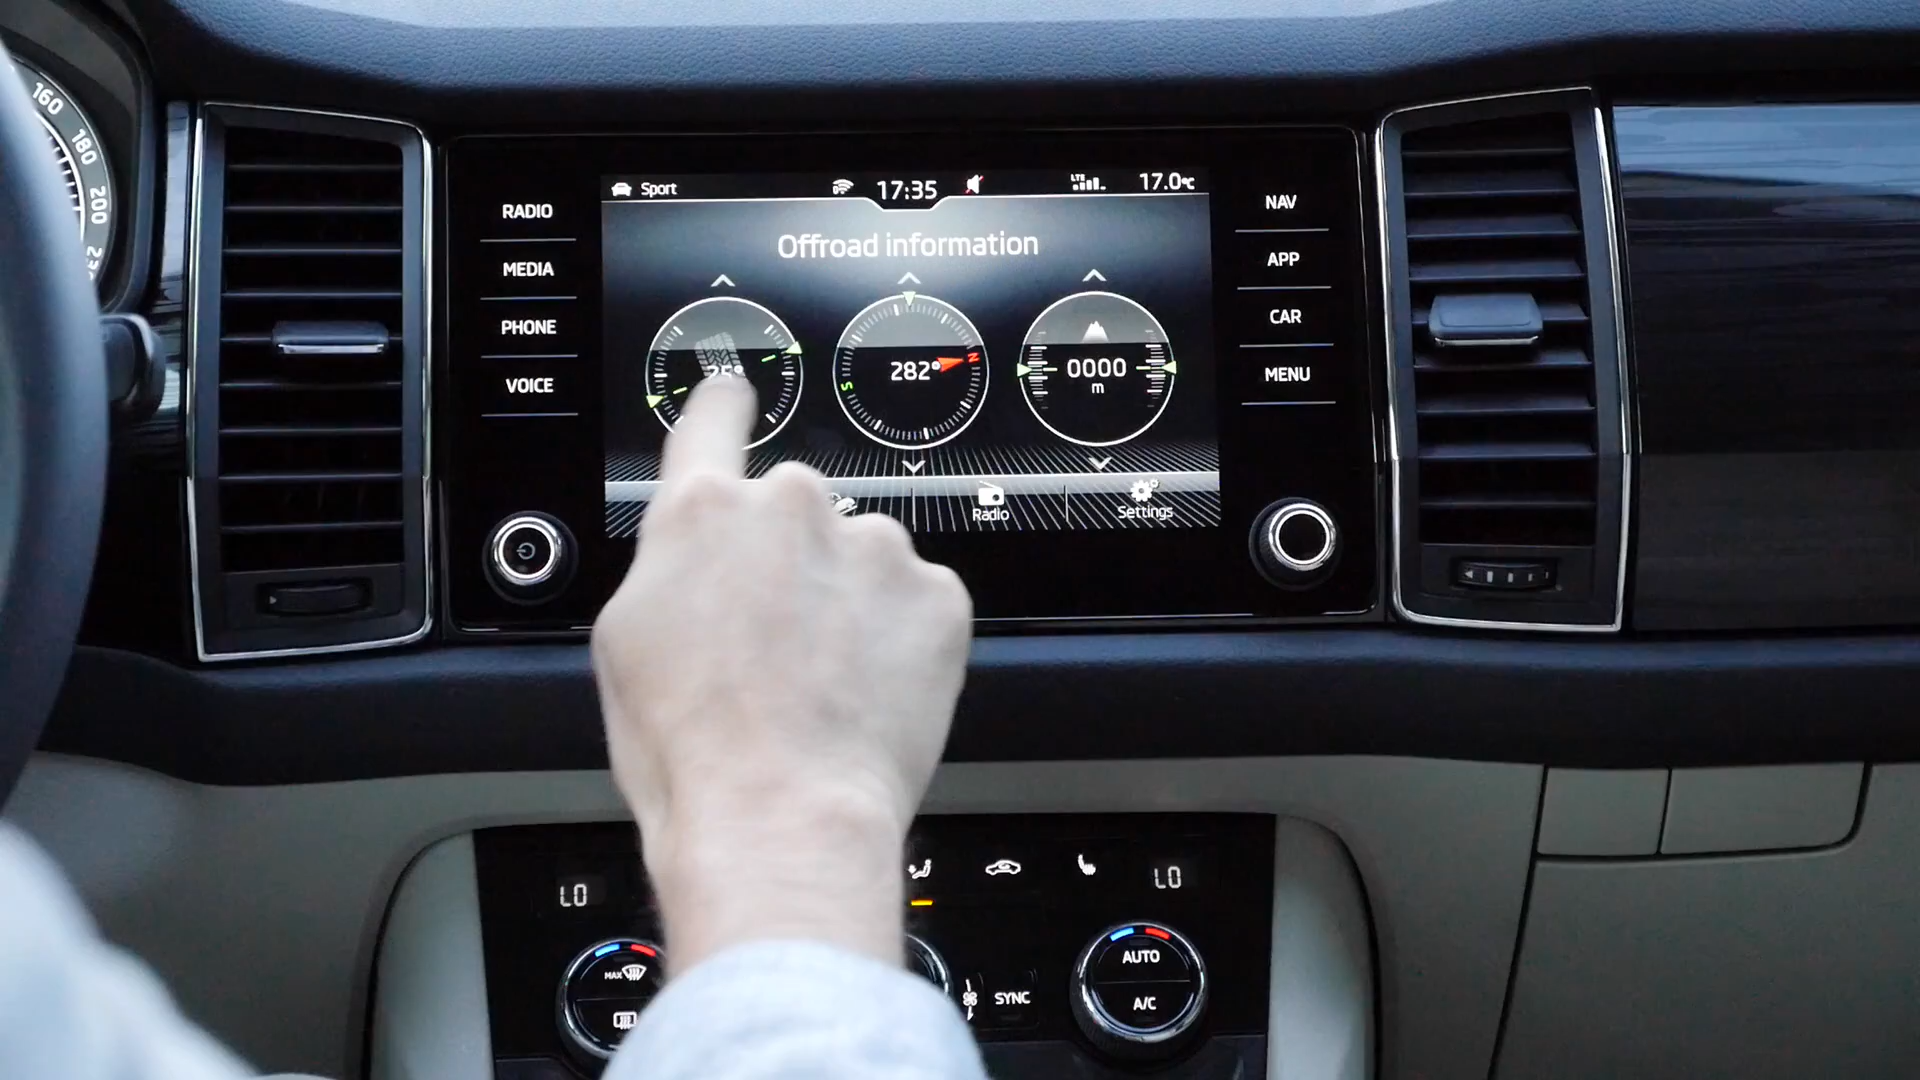 160
180
200
RADIO
MEDIA
PHONE
VOICE
Sport
17:35
LTE
17.0°C
Offroad information
282°
N
S
0000
m
Radio
Settings
NAV
APP
CAR
MENU
LO
LO
MAX
SYNC
AUTO
A/C